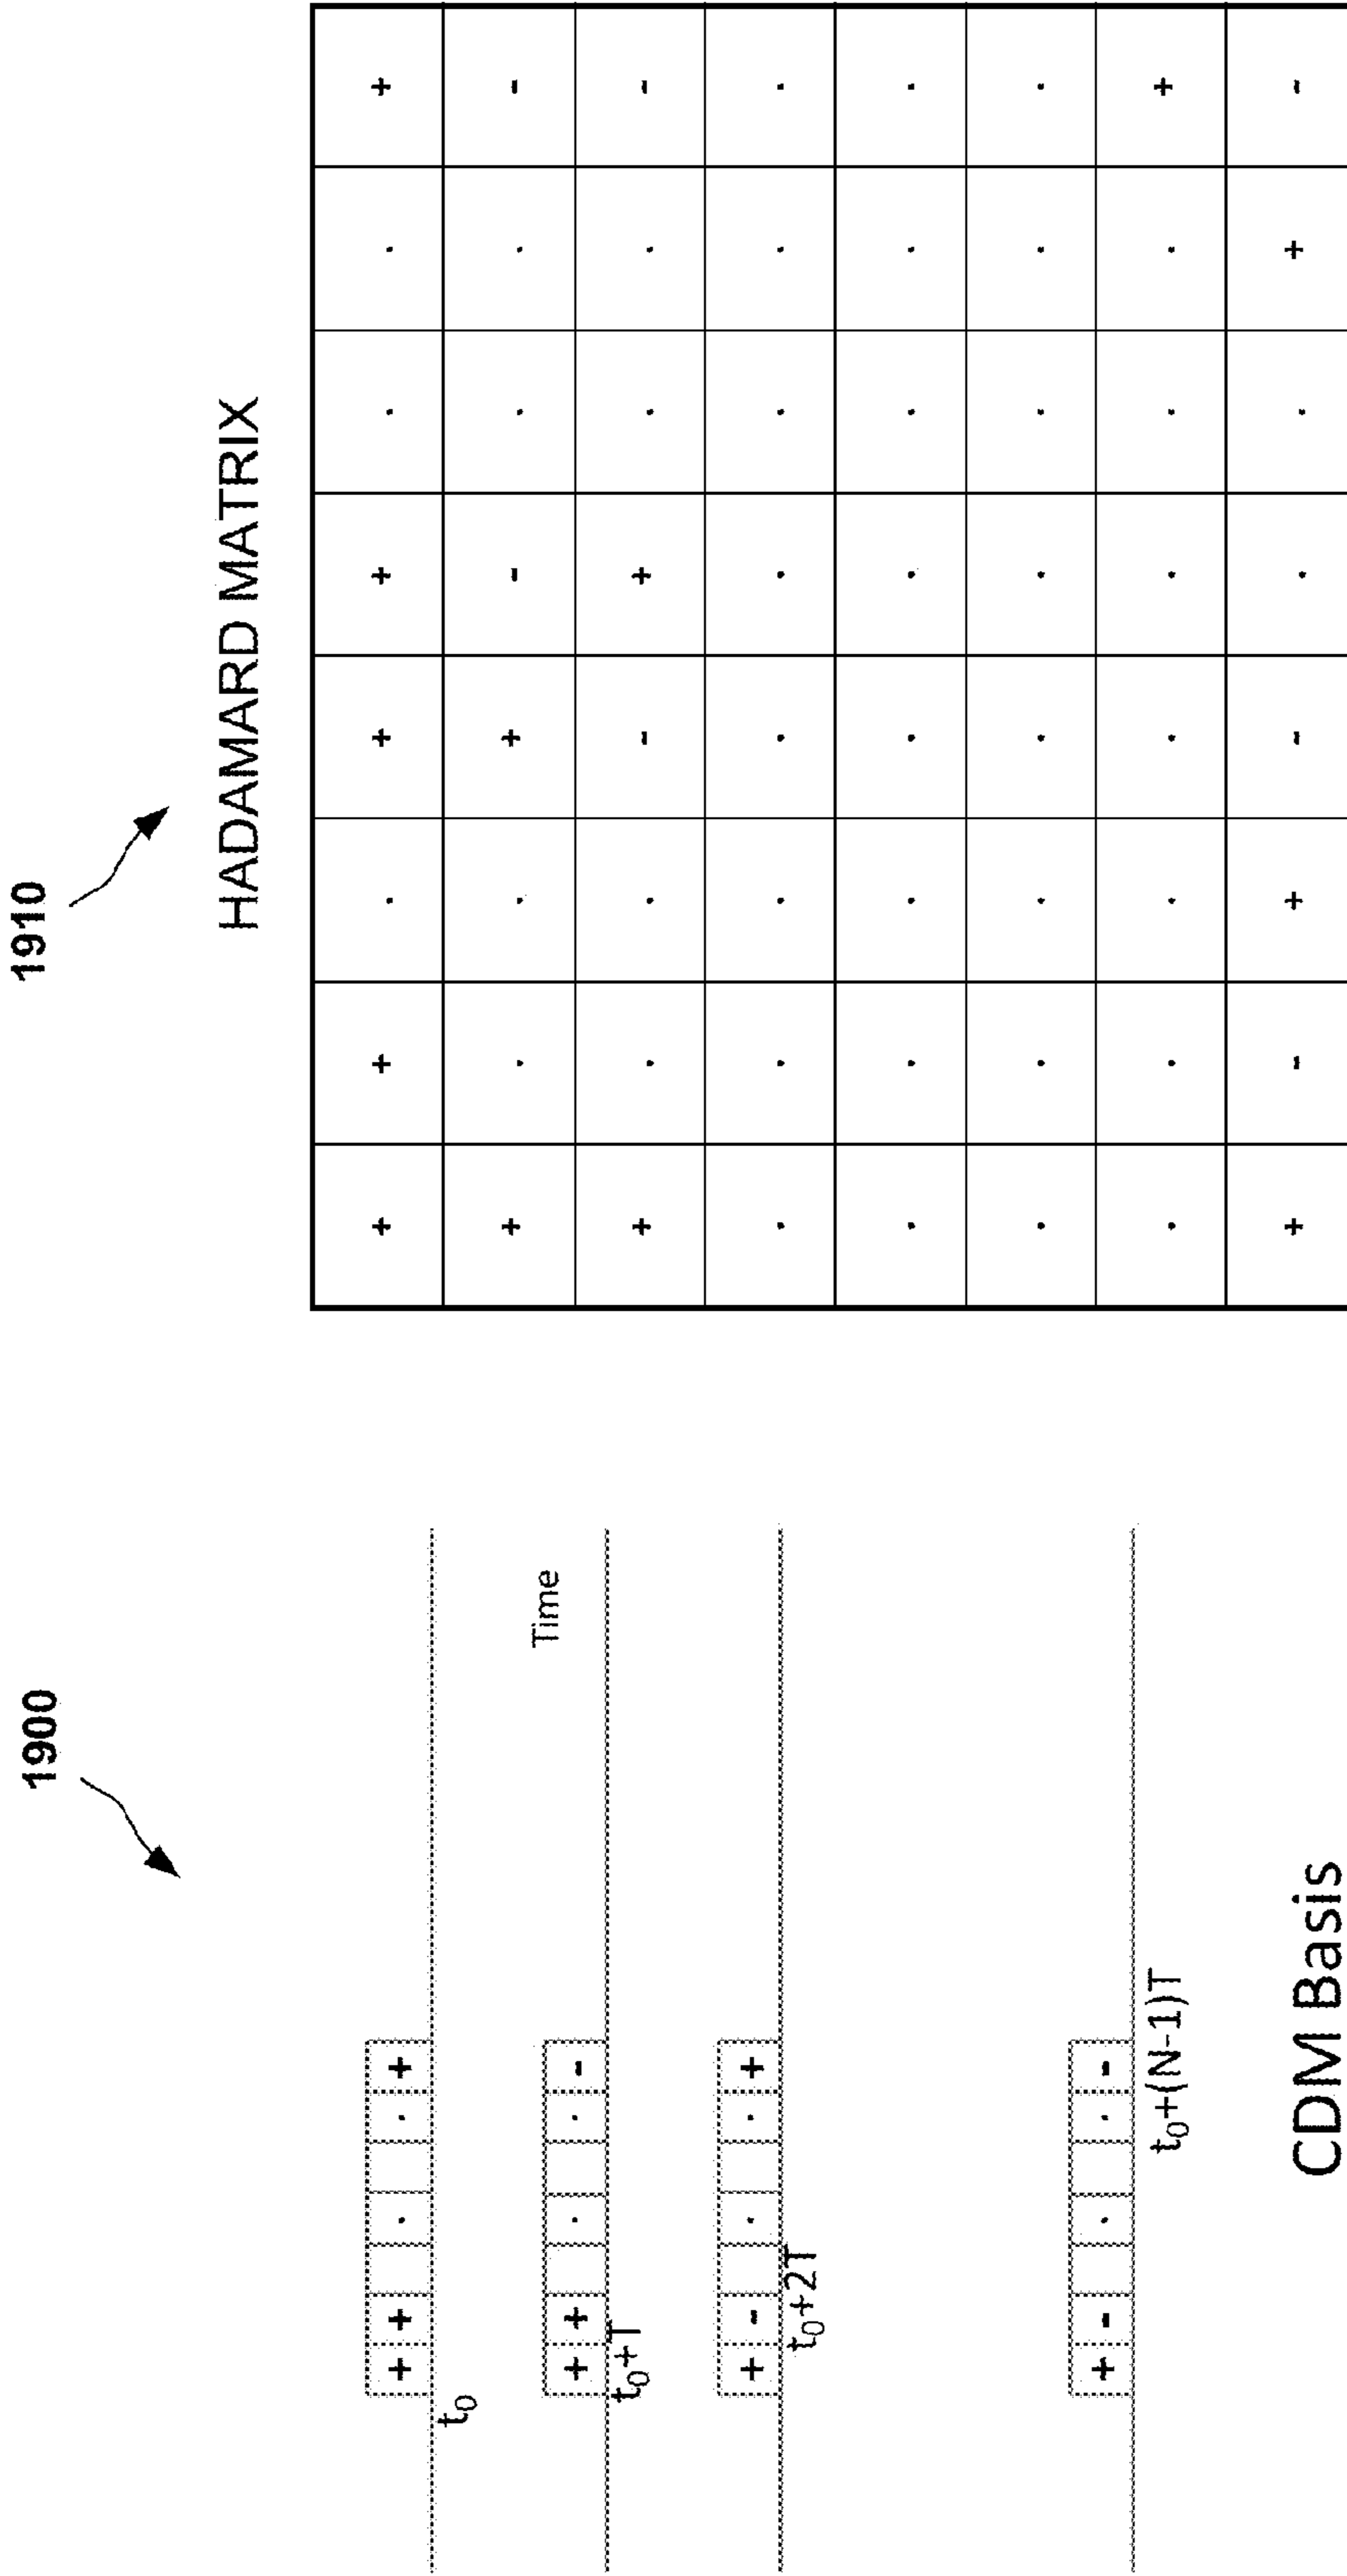 1900
+ + . . +
t₀
Time
+ + . . -
t₀+T
+ - . . +
t₀+2T
+ - . . -
t₀+(N-1)T
CDM Basis
1910
HADAMARD MATRIX
+ + . + + . . +
+ . . + - . . -
+ . . - + . . -
. . . . . . . .
. . . . . . . .
. . . . . . . .
. . . . . . . +
+ - + - . . + -